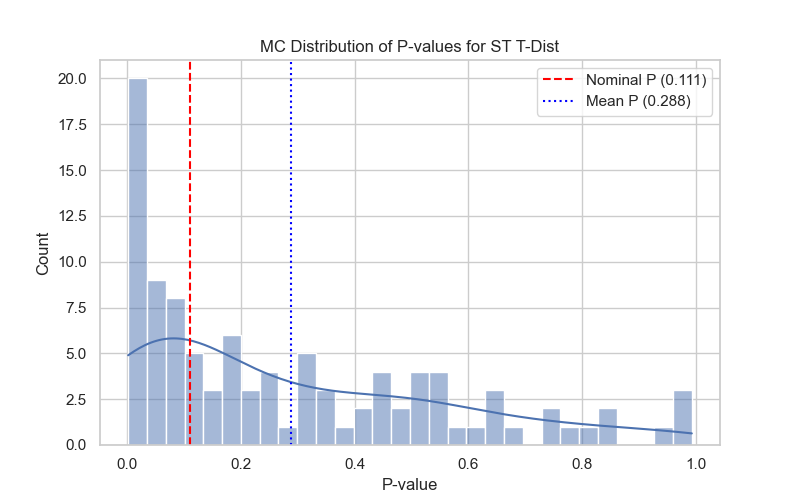 MC Distribution of P-values for ST T-Dist
Nominal P (0.111)
Mean P (0.288)
20.0
17.5
15.0
12.5
10.0
7.5
5.0
2.5
0.0
Count
0.0 0.2 0.4 0.6 0.8 1.0
P-value